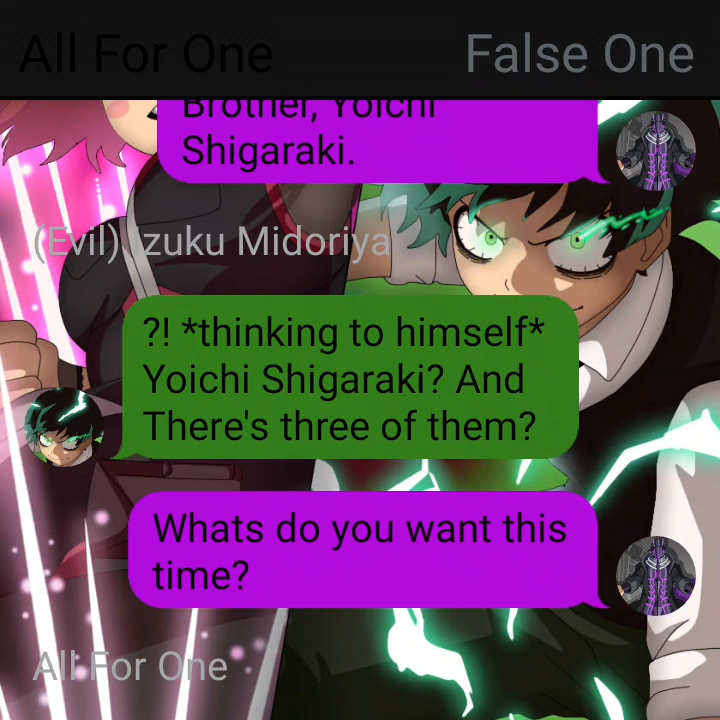 All For One
False One
Brother, Yoichi
Shigaraki.
(Evil) Izuku Midoriya
?! *thinking to himself*
Yoichi Shigaraki? And
There's three of them?
Whats do you want this
time?
All For One